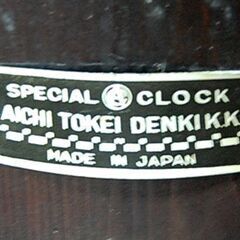 SPECIAL CLOCK
AICHI TOKEI DENKI K.K.
MADE IN JAPAN